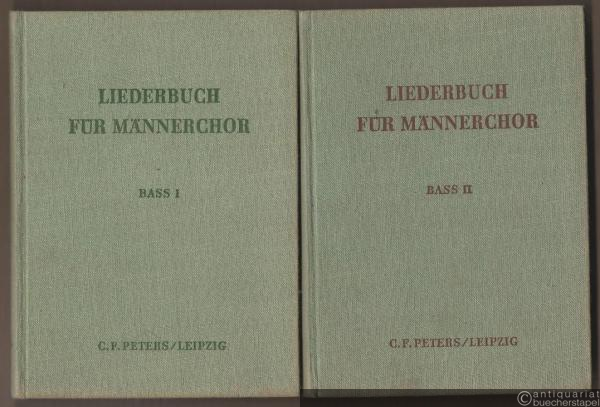 LIEDERBUCH
FÜR MÄNNERCHOR
BASS I
C. F. PETERS/LEIPZIG
LIEDERBUCH
FÜR MÄNNERCHOR
BASS II
C. F. PETERS/LEIPZIG
antiquariat
buecherstapel